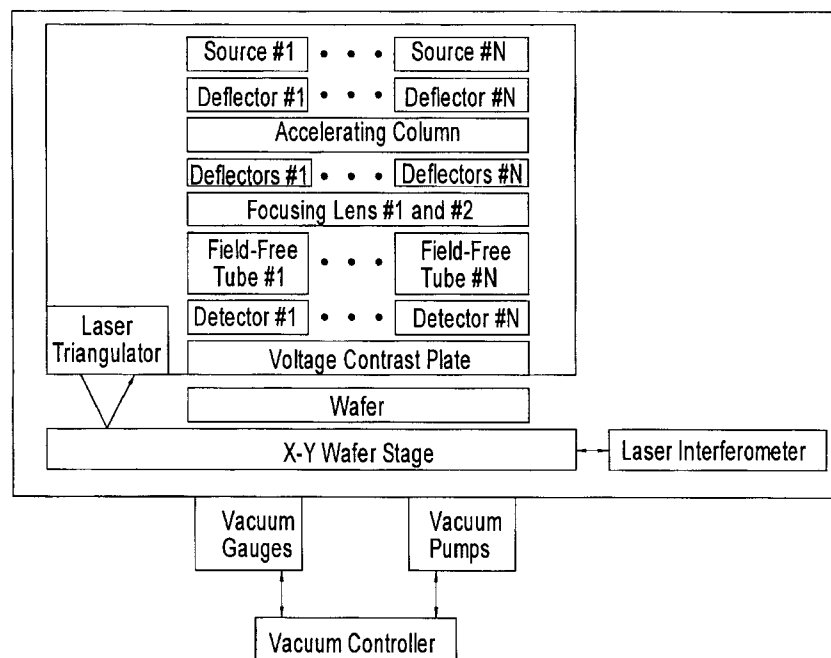 Source #1 • • • Source #N
Deflector #1 • • • Deflector #N
Accelerating Column
Deflectors #1 • • • Deflectors #N
Focusing Lens #1 and #2
Field-Free Tube #1 • • • Field-Free Tube #N
Detector #1 • • • Detector #N
Laser
Triangulator
Voltage Contrast Plate
Wafer
X-Y Wafer Stage
Laser Interferometer
Vacuum
Gauges
Vacuum
Pumps
Vacuum Controller